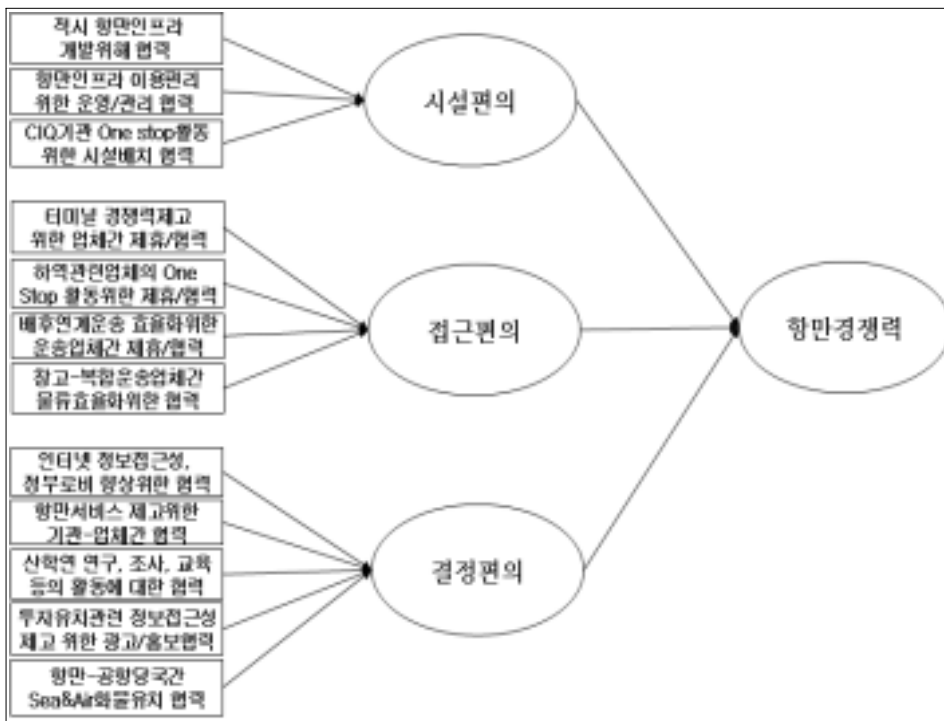 적시 항만인프라
개발위해 협력
항만인프라 이용편리
위한 운영/관리 협력
CIQ기관 One stop활동
위한 시설배치 협력
시설편의
터미널 경쟁력제고
위한 업체간 제휴/협력
하역관련업체의 One
Stop 활동위한 제휴/협력
배후연계운송 효율화위한
운송업체간 제휴/협력
창고-복합운송업체간
물류효율화위한 협력
접근편의
항만경쟁력
인터넷 정보접근성,
정부로비 향상위한 협력
항만서비스 제고위한
기관-업체간 협력
산학연 연구, 조사, 교육
등의 활동에 대한 협력
투자유치관련 정보접근성
제고 위한 광고/홍보협력
항만-공항당국간
Sea&Air화물유치 협력
결정편의